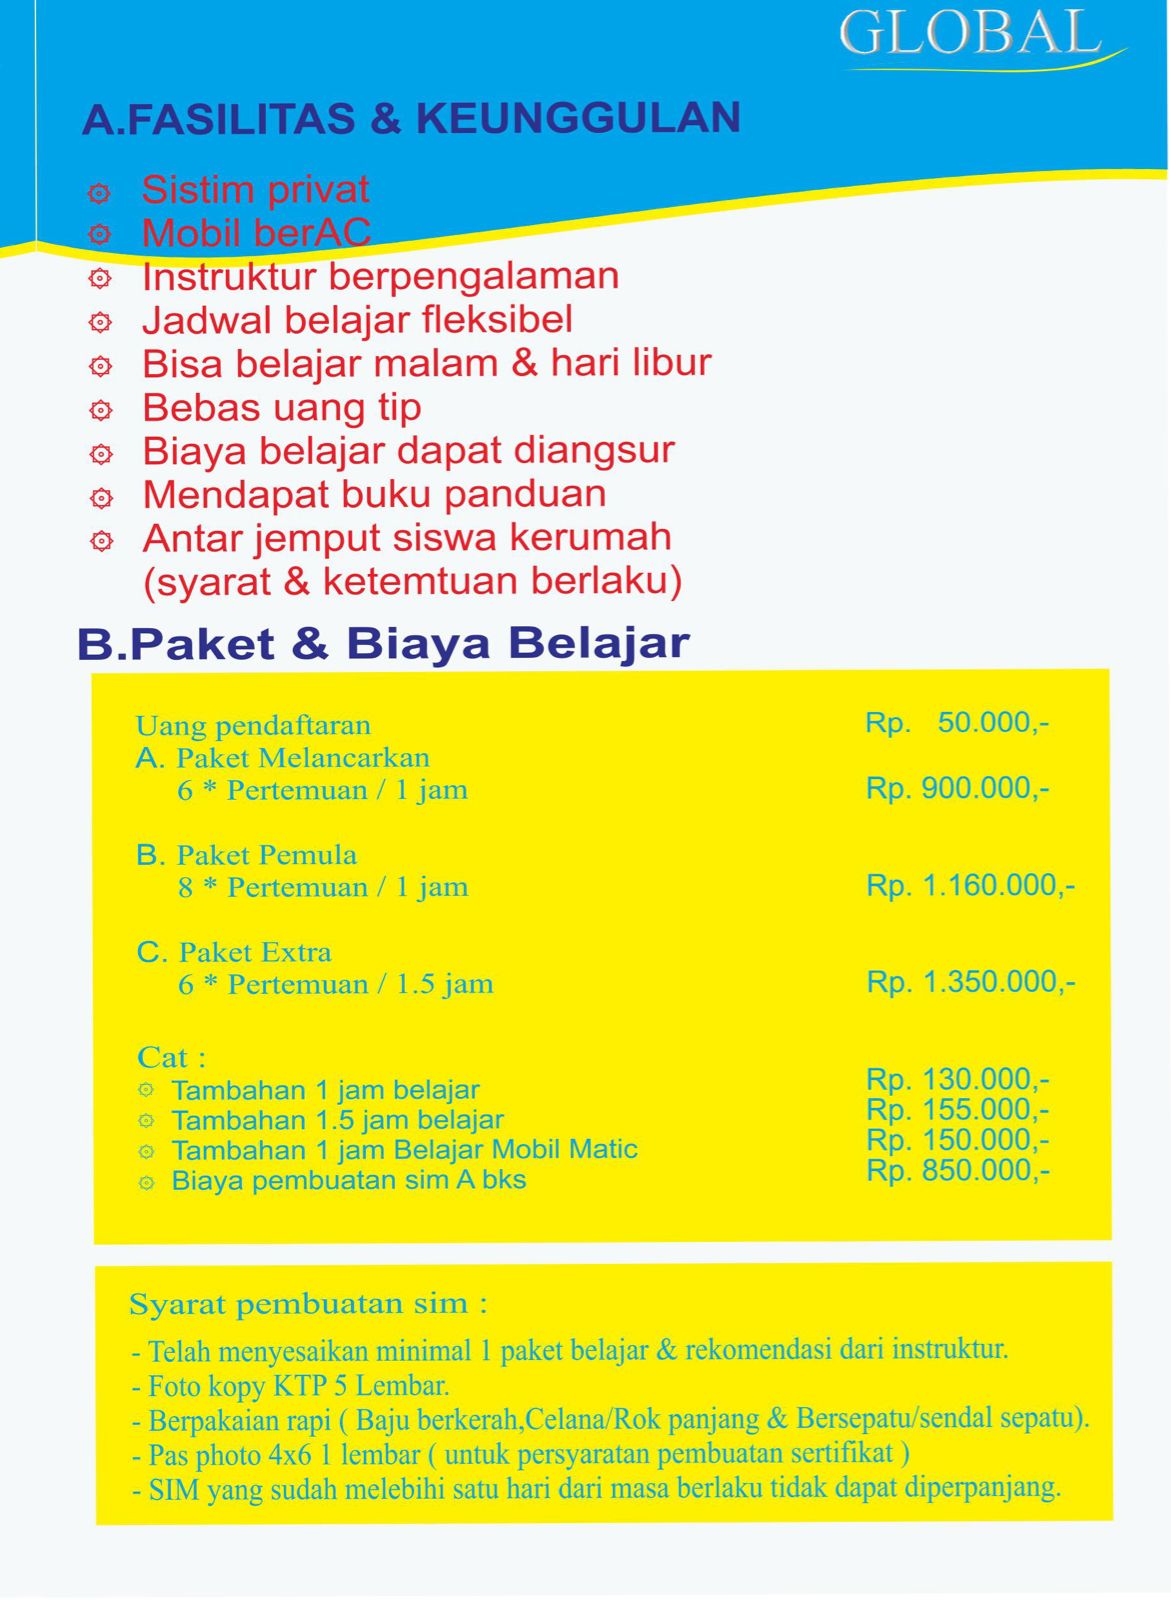 GLOBAL
A.FASILITAS & KEUNGGULAN
Sistim privat
Mobil berAC
Instruktur berpengalaman
Jadwal belajar fleksibel
Bisa belajar malam & hari libur
Bebas uang tip
Biaya belajar dapat diangsur
Mendapat buku panduan
Antar jemput siswa kerumah
(syarat & ketemtuan berlaku)
B.Paket & Biaya Belajar
Uang pendaftaran Rp. 50.000,-
A. Paket Melancarkan
6 * Pertemuan / 1 jam Rp. 900.000,-
B. Paket Pemula
8 * Pertemuan / 1 jam Rp. 1.160.000,-
C. Paket Extra
6 * Pertemuan / 1.5 jam Rp. 1.350.000,-
Cat :
Tambahan 1 jam belajar Rp. 130.000,-
Tambahan 1.5 jam belajar Rp. 155.000,-
Tambahan 1 jam Belajar Mobil Matic Rp. 150.000,-
Biaya pembuatan sim A bks Rp. 850.000,-
Syarat pembuatan sim :
- Telah menyesaikan minimal 1 paket belajar & rekomendasi dari instruktur.
- Foto kopy KTP 5 Lembar.
- Berpakaian rapi ( Baju berkerah,Celana/Rok panjang & Bersepatu/sendal sepatu).
- Pas photo 4x6 1 lembar ( untuk persyaratan pembuatan sertifikat )
- SIM yang sudah melebihi satu hari dari masa berlaku tidak dapat diperpanjang.